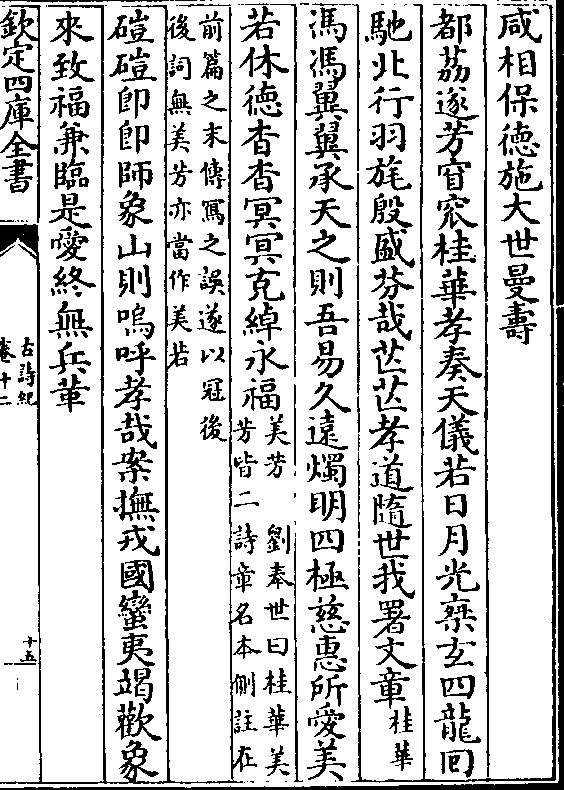 咸相保德施大世曼壽
都荔遂芳窅窊桂華孝奏天儀若日月光椉玄四龍囘
馳北行羽旄殷盛芬哉芒芒孝道隨世我署文章桂華
馮馮翼翼承天之則吾易久遠燭明四極慈惠所愛美
若休德杳杳冥冥克綽永福美芳 劉奉世曰桂華美
芳皆二詩章名本側註在
前篇之末傳冩之誤遂以冠後
後詞無美芳亦當作美若
磑磑卽卽師象山則嗚呼孝哉案撫戎國蠻夷竭歡象
來致福兼臨是愛終無兵革
欽定四庫全書
古詩紀
卷十二
十五